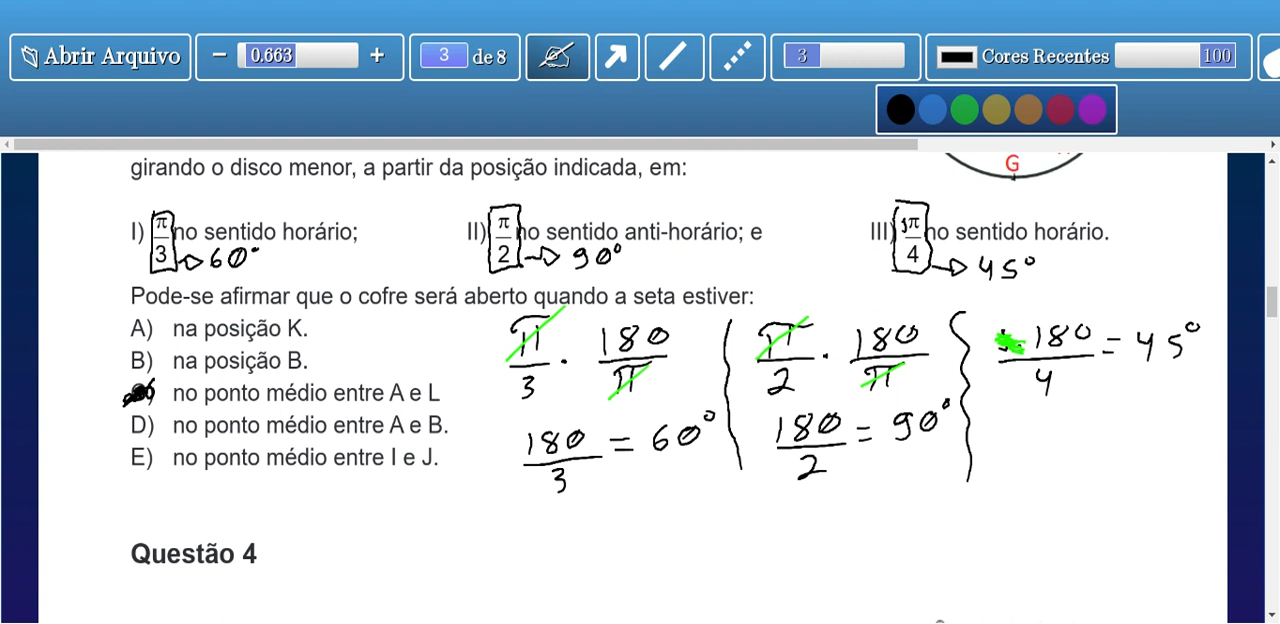 Abrir Arquivo
0.663
3 de 8
3
Cores Recentes
100
girando o disco menor, a partir da posição indicada, em:
G
I) π/3 no sentido horário;
II) π/2 no sentido anti-horário; e
III) 3π/4 no sentido horário.
60°
90°
45°
Pode-se afirmar que o cofre será aberto quando a seta estiver:
A) na posição K.
B) na posição B.
no ponto médio entre A e L
D) no ponto médio entre A e B.
E) no ponto médio entre I e J.
π/3 · 180/π
180/3 = 60°
π/2 · 180/π
180/2 = 90°
180/4 = 45°
Questão 4